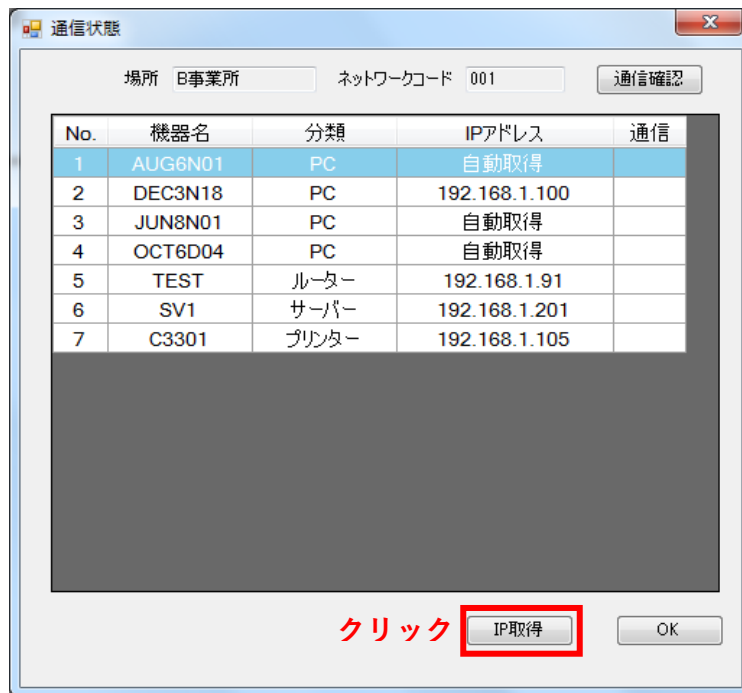 通信状態
場所 B事業所 ネットワークコード 001 通信確認
No. 機器名 分類 IPアドレス 通信
1 AUG6N01 PC 自動取得
2 DEC3N18 PC 192.168.1.100
3 JUN8N01 PC 自動取得
4 OCT6D04 PC 自動取得
5 TEST ルーター 192.168.1.91
6 SV1 サーバー 192.168.1.201
7 C3301 プリンター 192.168.1.105
クリック IP取得 OK